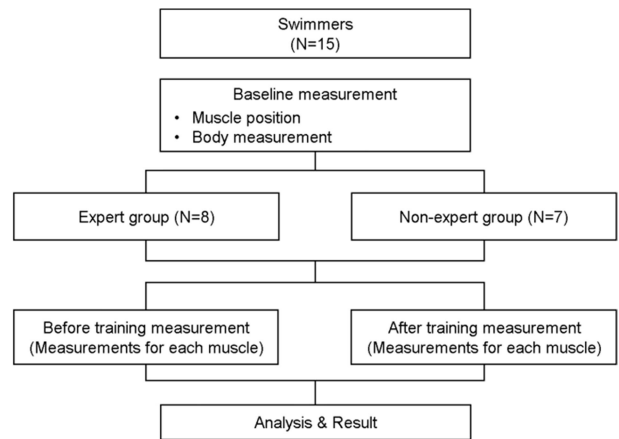 Swimmers
(N=15)
Baseline measurement
• Muscle position
• Body measurement
Expert group (N=8)
Non-expert group (N=7)
Before training measurement
(Measurements for each muscle)
After training measurement
(Measurements for each muscle)
Analysis & Result